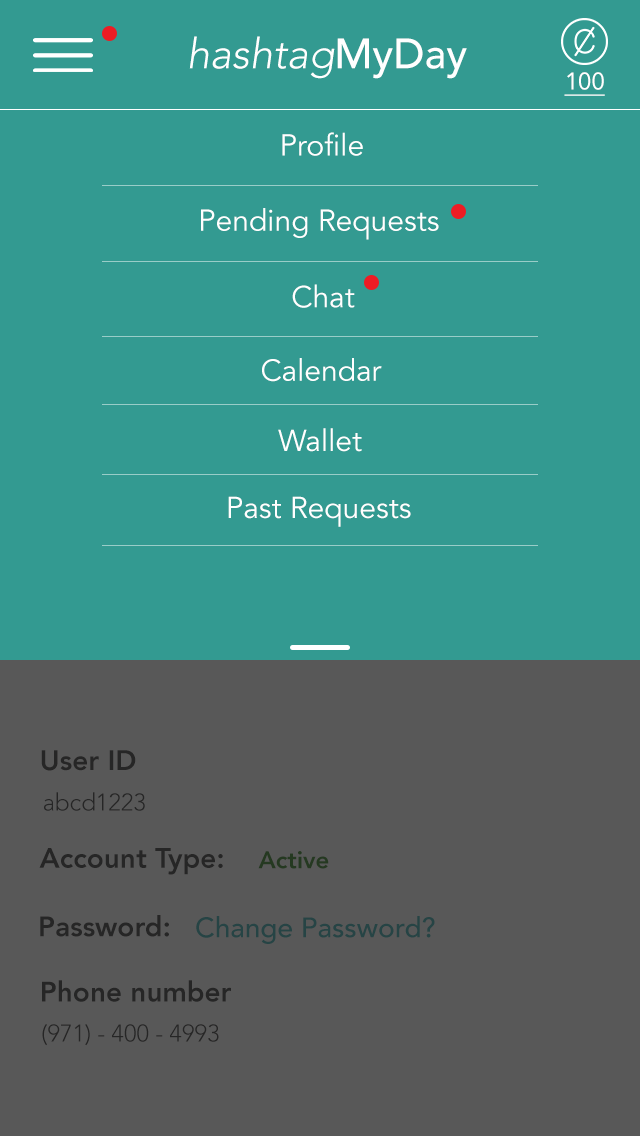 hashtagMyDay
₡
100
Profile
Pending Requests
Chat
Calendar
Wallet
Past Requests
User ID
abcd1223
Account Type: Active
Password: Change Password?
Phone number
(971) - 400 - 4993